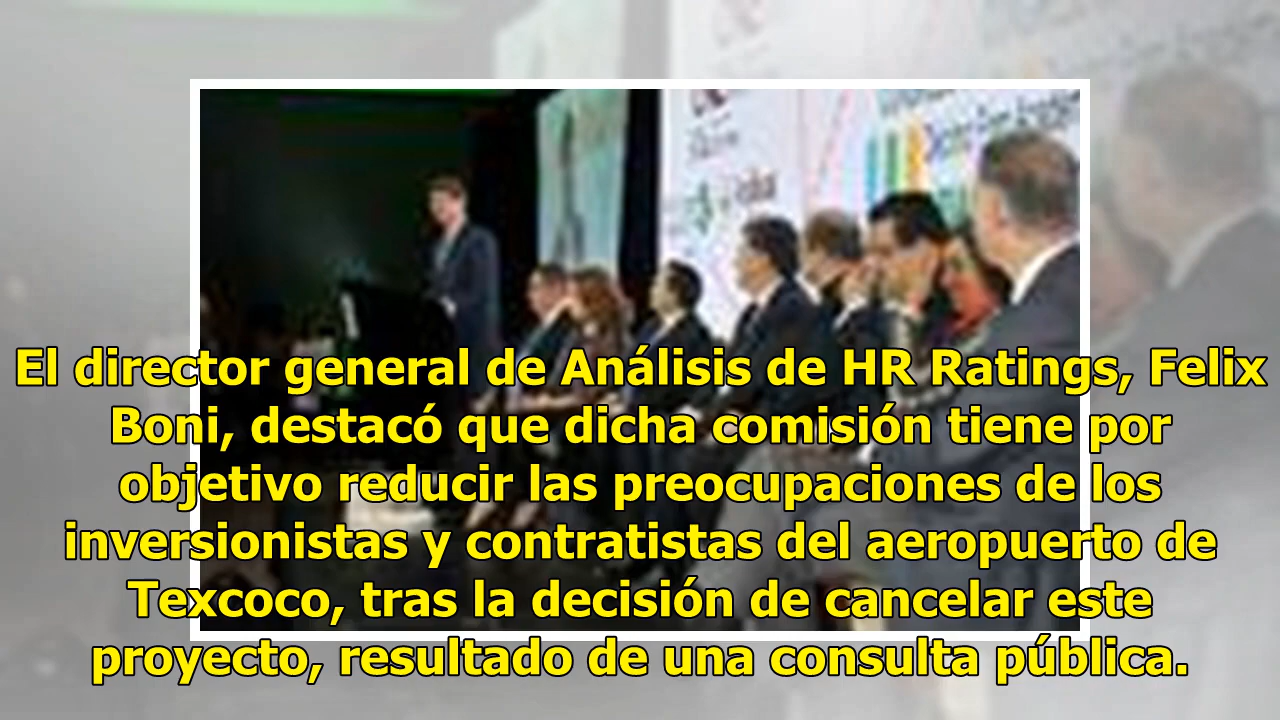 El director general de Análisis de HR Ratings, Felix
Boni, destacó que dicha comisión tiene por
objetivo reducir las preocupaciones de los
inversionistas y contratistas del aeropuerto de
Texcoco, tras la decisión de cancelar este
proyecto, resultado de una consulta pública.